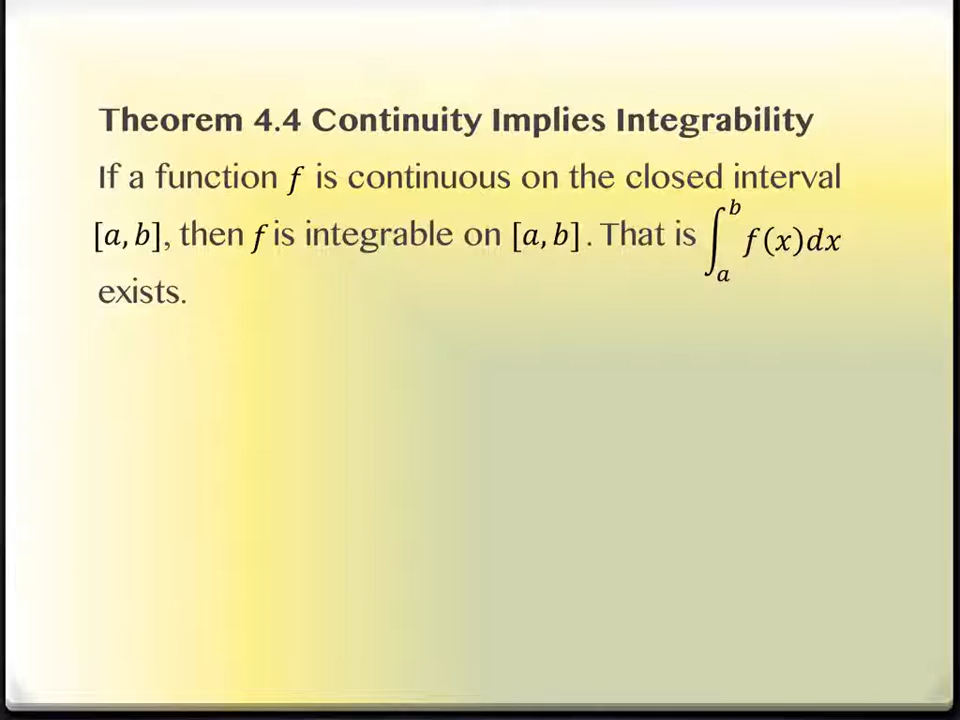 Theorem 4.4 Continuity Implies Integrability
If a function f is continuous on the closed interval
[a, b], then f is integrable on [a, b]. That is ∫_a^b f(x)dx
exists.